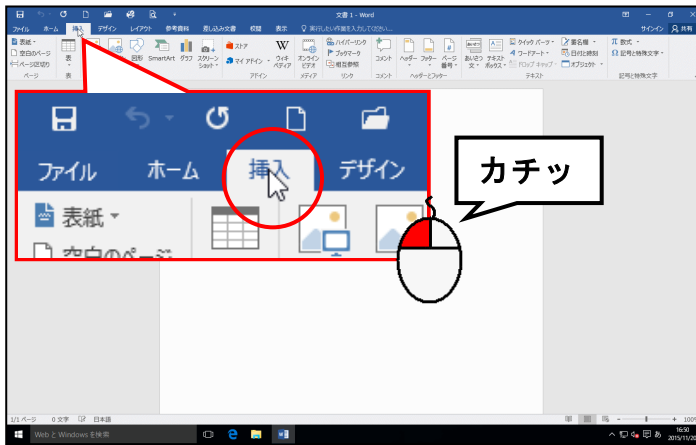 文書 1 - Word
ファイル ホーム 挿入 デザイン レイアウト 参考資料 差し込み文書 校閲 表示 実行したい作業を入力してください... サインイン 共有
表紙
空白のページ
ページ区切り
表
図形 SmartArt グラフ スクリーンショット
ストア
マイ アドイン
ウィキペディア
オンラインビデオ
ハイパーリンク
ブックマーク
相互参照
コメント
ヘッダー フッター ページ番号
あいさつ文 テキストボックス
クイック パーツ
ワードアート
ドロップ キャップ
署名欄
日付と時刻
オブジェクト
数式
記号と特殊文字
ページ 表 アドイン メディア リンク コメント ヘッダーとフッター テキスト 記号と特殊文字
ファイル ホーム 挿入 デザイン
表紙
空白のページ
カチッ
1/1 ページ 0 文字 日本語
100%
Web と Windows を検索
あ
16:50
2015/11/20